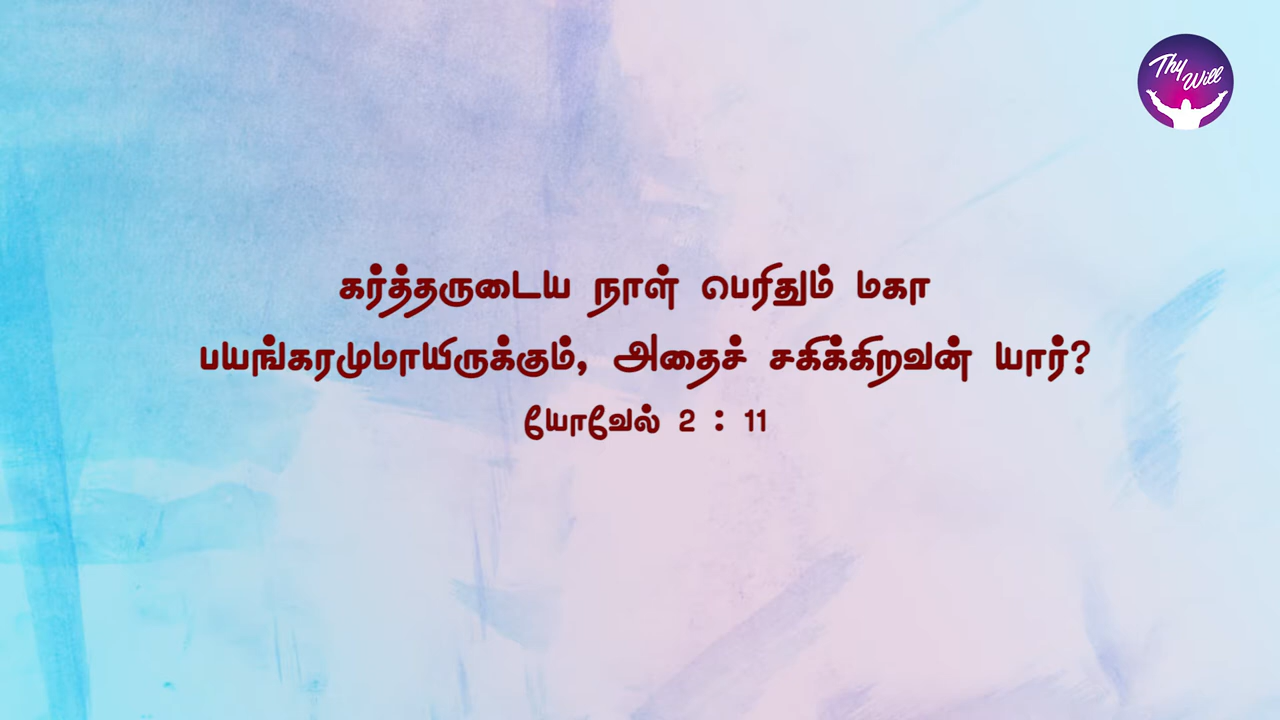 Thy Will
கர்த்தருடைய நாள் பெரிதும் மகா
பயங்கரமுமாயிருக்கும், அதைச் சகிக்கிறவன் யார்?
யோவேல் 2 : 11